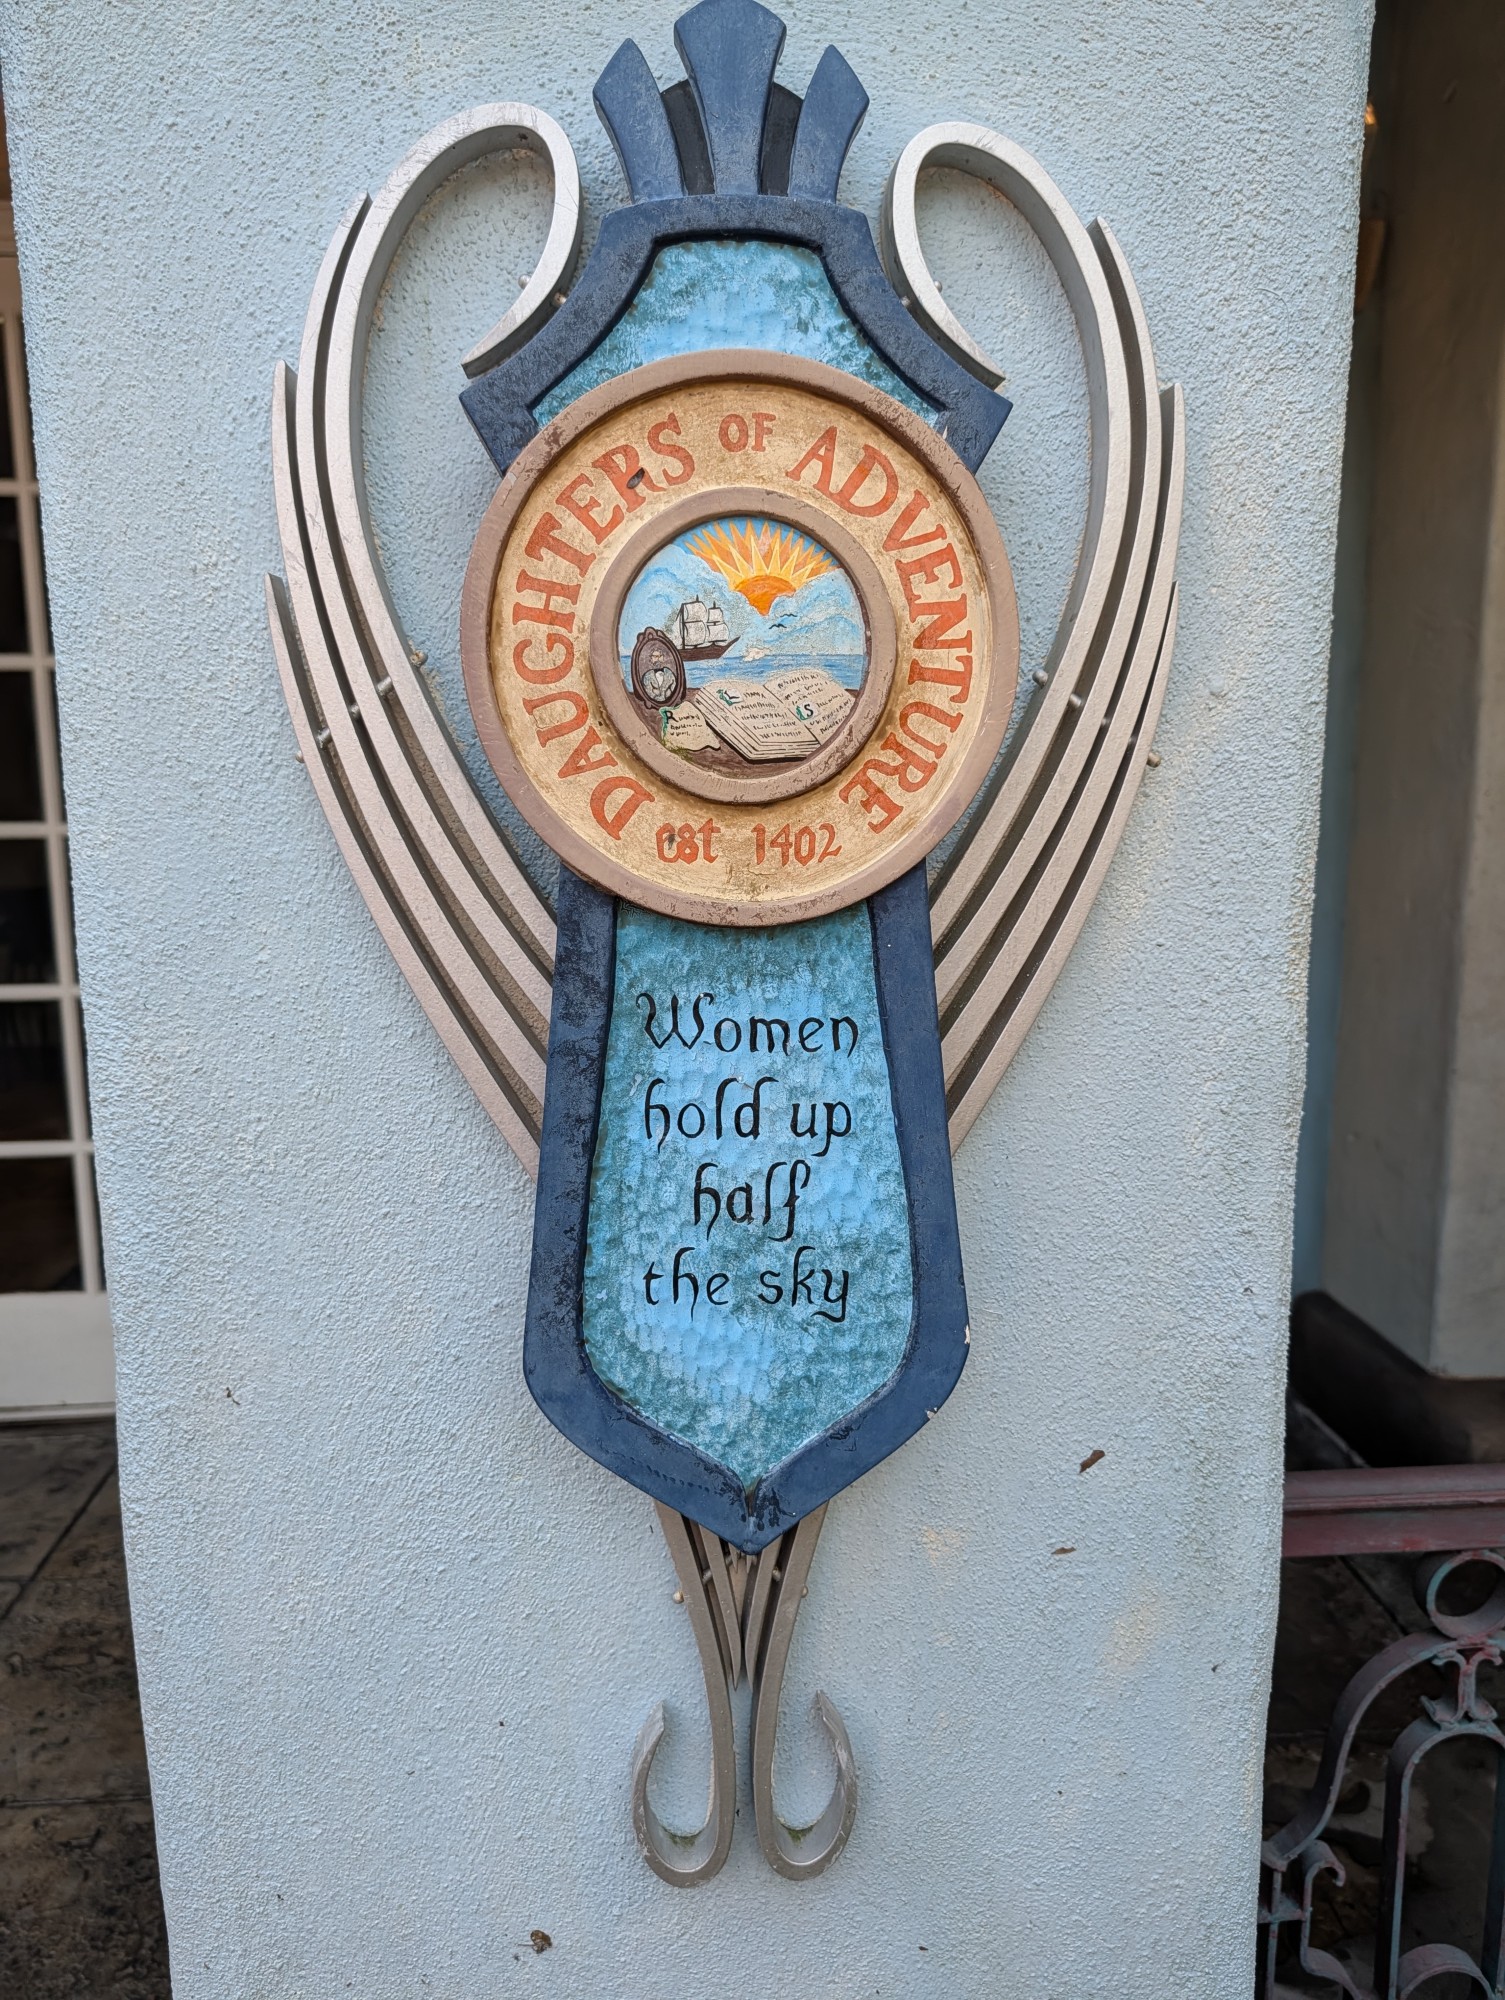 DAUGHTERS OF ADVENTURE
est 1402
Women
hold up
half
the sky